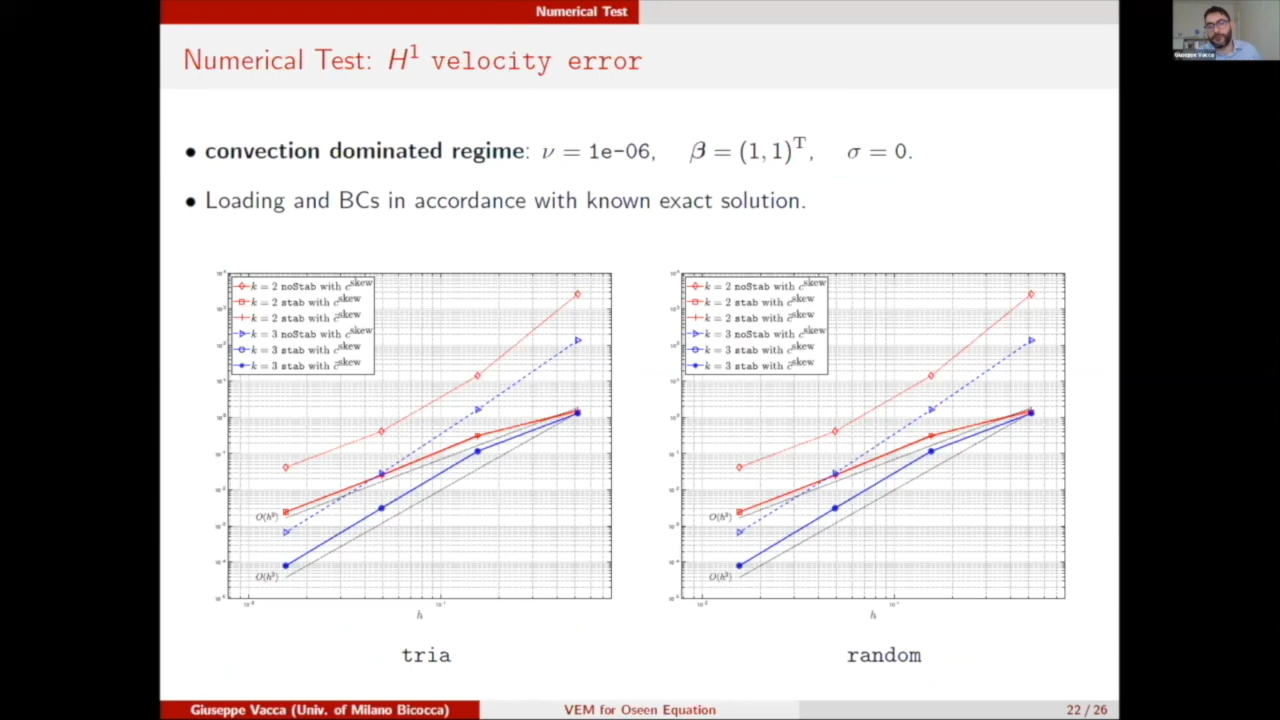 Numerical Test
Giuseppe Vacca
Numerical Test: H¹ velocity error
• convection dominated regime: ν = 1e-06, β = (1, 1)ᵀ, σ = 0.
• Loading and BCs in accordance with known exact solution.
k = 2 noStab with c^skew
k = 2 stab with c^skew
k = 2 stab with c̃^skew
k = 3 noStab with c^skew
k = 3 stab with c^skew
k = 3 stab with c̃^skew
O(h²)
O(h³)
h
tria
k = 2 noStab with c^skew
k = 2 stab with c^skew
k = 2 stab with c̃^skew
k = 3 noStab with c^skew
k = 3 stab with c^skew
k = 3 stab with c̃^skew
O(h²)
O(h³)
h
random
Giuseppe Vacca (Univ. of Milano Bicocca)
VEM for Oseen Equation
22 / 26